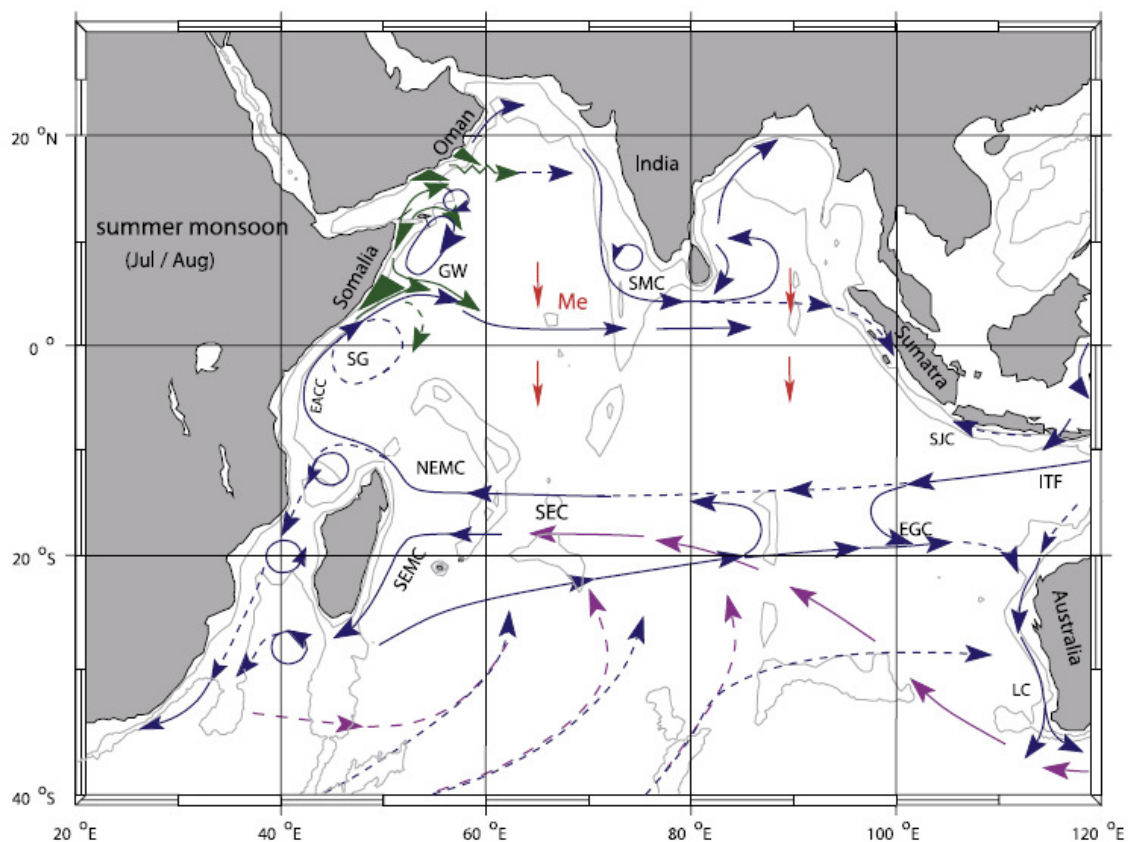 20 °N
Oman
India
summer monsoon
(Jul / Aug)
Somalia
GW
SMC
Me
0 °
SG
Sumatra
EACC
SJC
NEMC
ITF
SEC
EGC
20 °S
SEMC
Australia
LC
40 °S
20 °E
40 °E
60 °E
80 °E
100 °E
120 °E